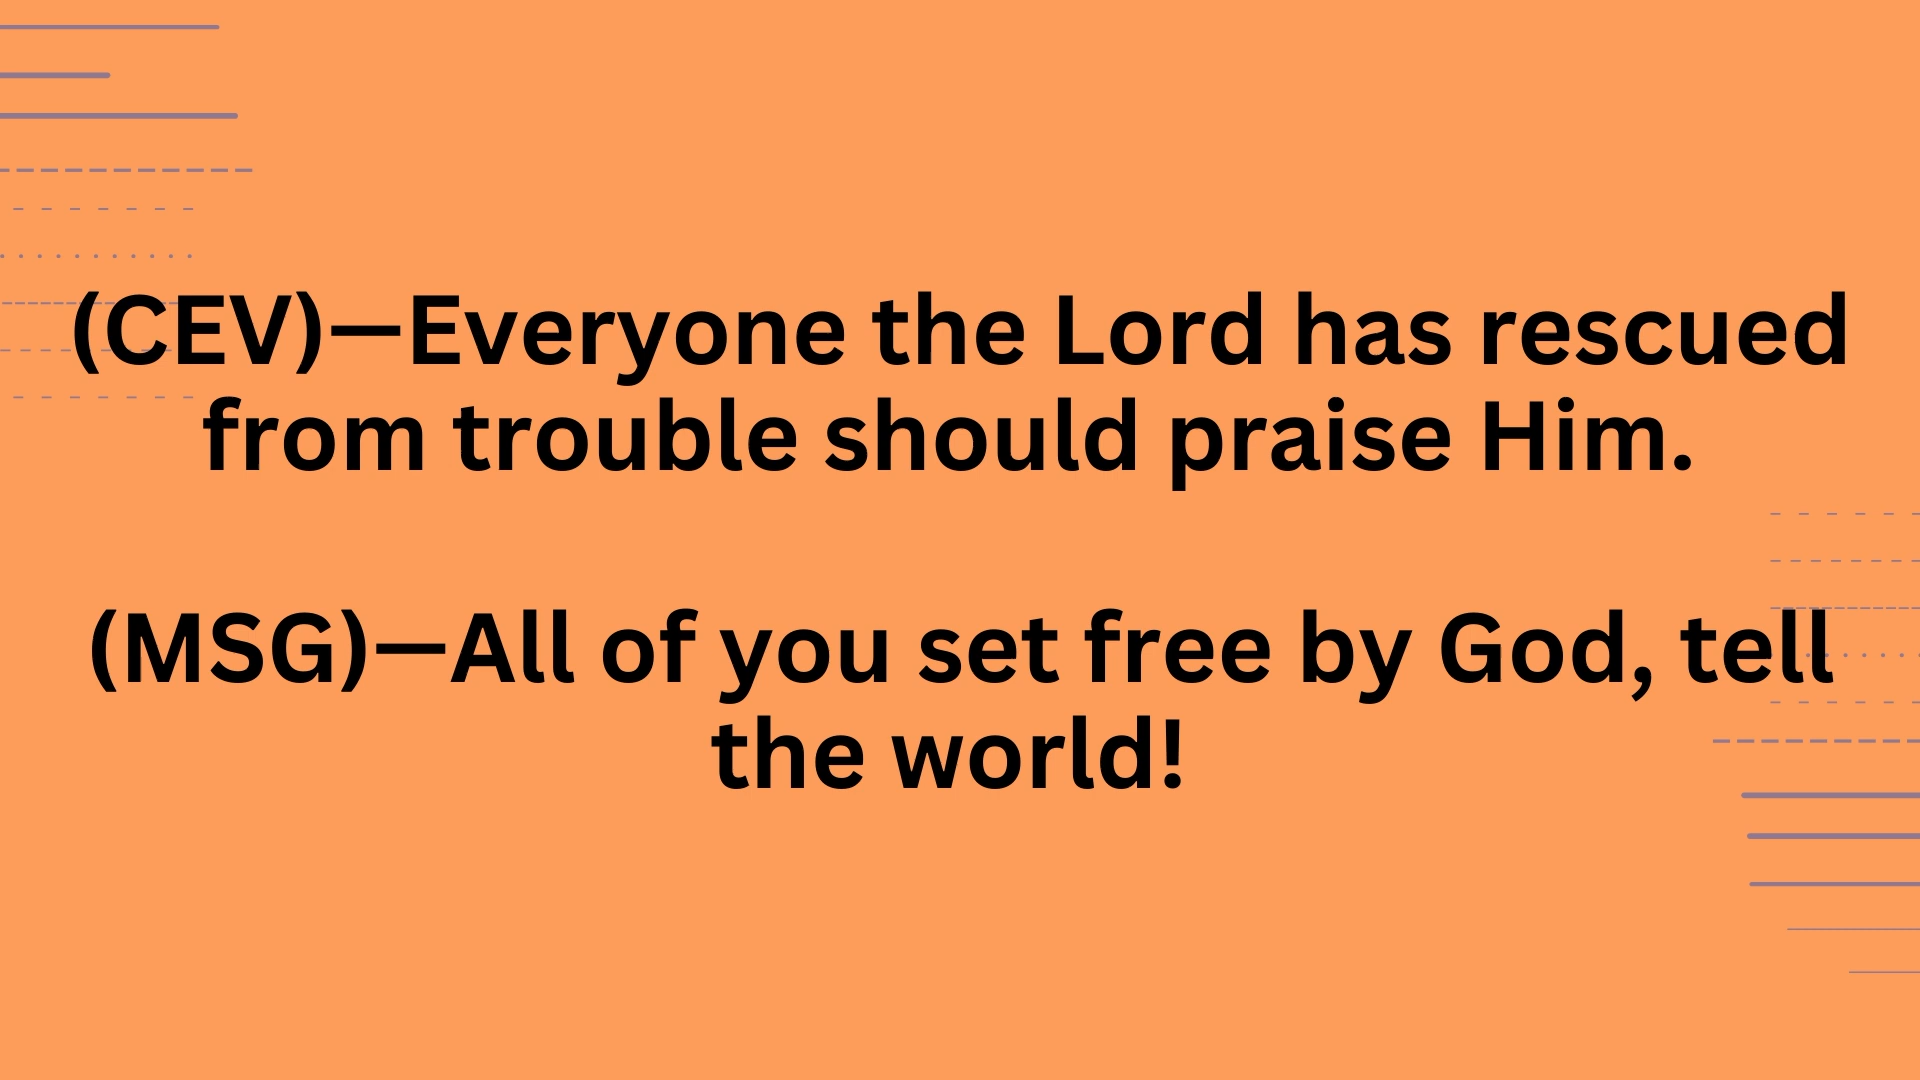 (CEV)—Everyone the Lord has rescued
from trouble should praise Him.
(MSG)—All of you set free by God, tell
the world!